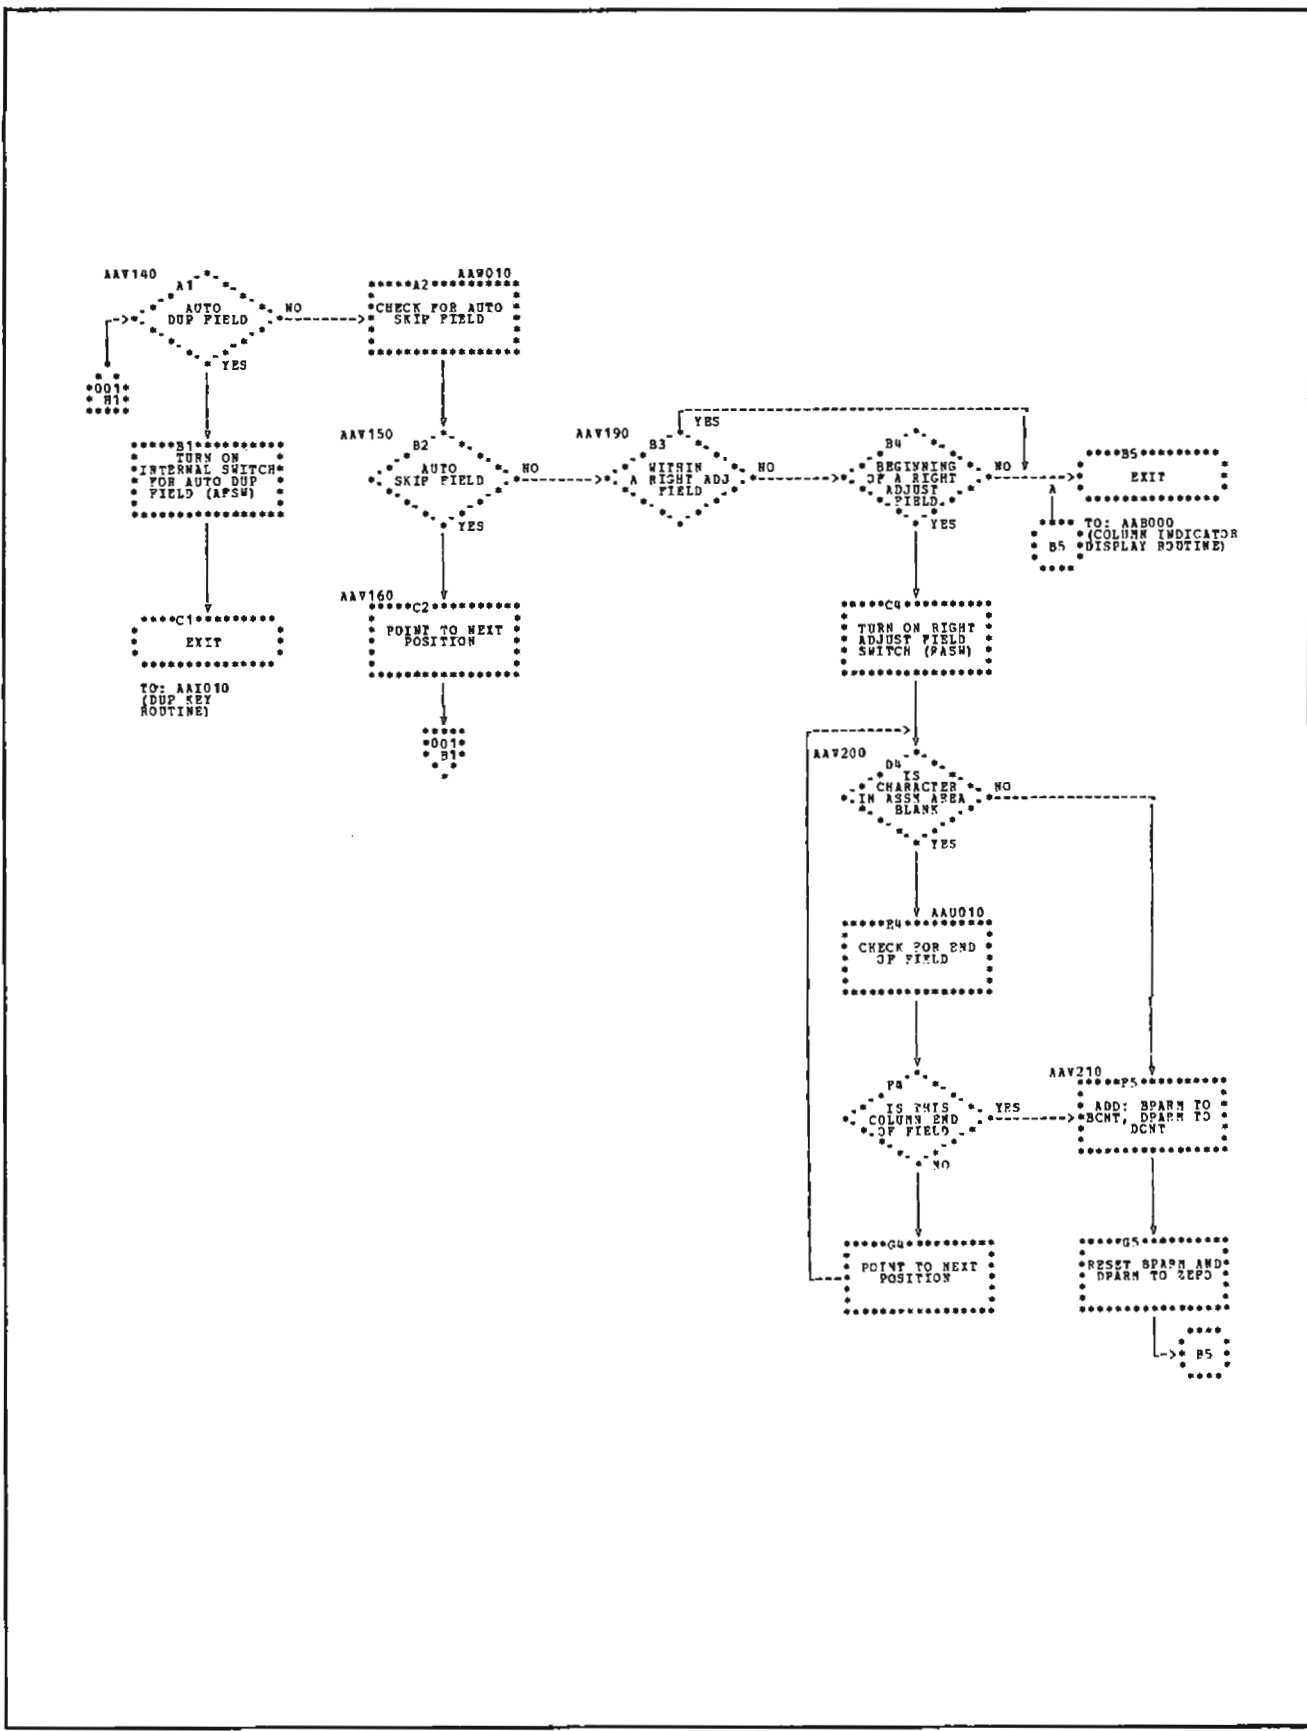 AAV140
A1
AUTO
DUP FIELD
NO
YES
001
H1
AAW010
A2
CHECK FOR AUTO
SKIP FIELD
B1
TURN ON
INTERNAL SWITCH
FOR AUTO DUP
FIELD (AFSW)
C1
EXIT
TO: AAI010
(DUP KEY
ROUTINE)
AAV150
B2
AUTO
SKIP FIELD
NO
YES
AAV160
C2
POINT TO NEXT
POSITION
001
B1
AAV190
B3
YES
WITHIN
A RIGHT ADJ
FIELD
NO
B4
BEGINNING
OF A RIGHT
ADJUST
FIELD
NO
YES
A
B5
EXIT
B5
TO: AAB000
(COLUMN INDICATOR
DISPLAY ROUTINE)
C4
TURN ON RIGHT
ADJUST FIELD
SWITCH (RASW)
AAV200
D4
IS
CHARACTER
IN ASSM AREA
BLANK
NO
YES
AAU010
E4
CHECK FOR END
OF FIELD
F4
IS THIS
COLUMN END
OF FIELD
YES
NO
AAV210
F5
ADD: BPARM TO
BCNT, DPARM TO
DCNT
G4
POINT TO NEXT
POSITION
G5
RESET BPARM AND
DPARM TO ZERO
B5